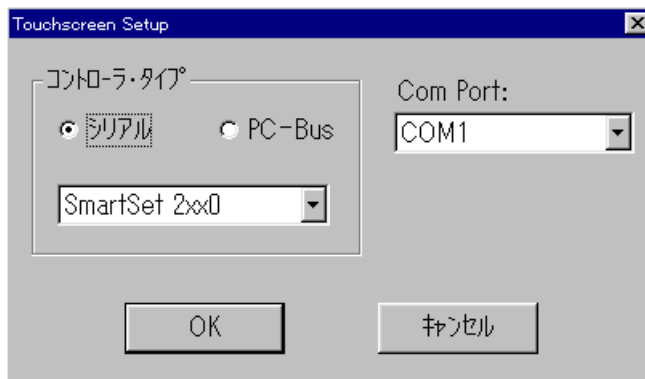 Touchscreen Setup
ｺﾝﾄﾛｰﾗ・ﾀｲﾌﾟ
ｼﾘｱﾙ
PC-Bus
SmartSet 2xx0
Com Port:
COM1
OK
ｷｬﾝｾﾙ